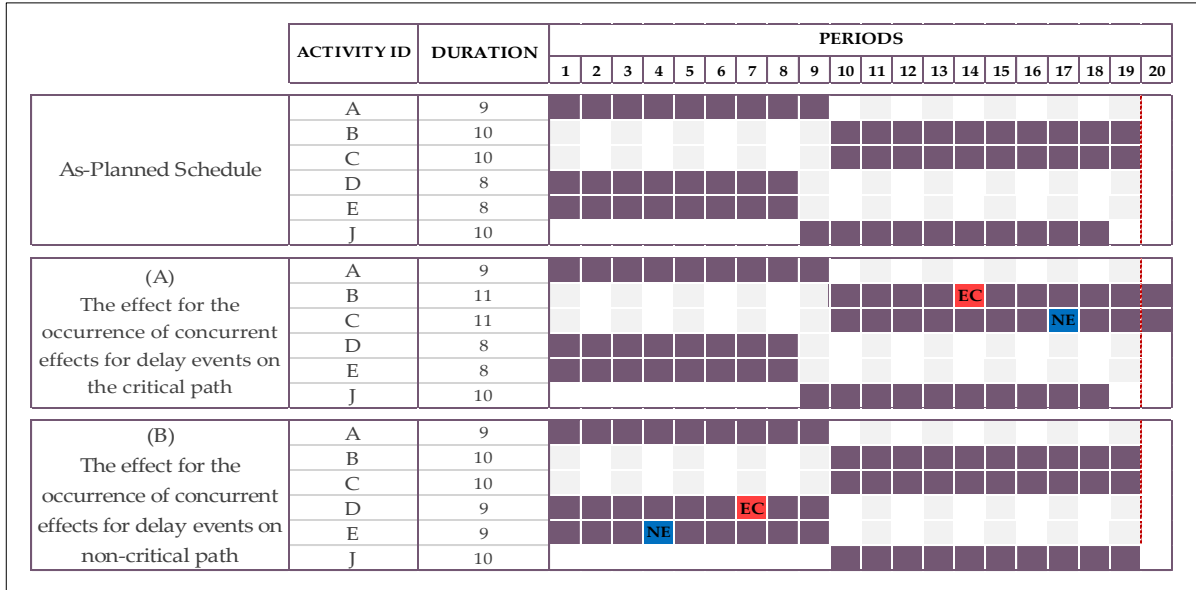 PERIODS
ACTIVITY ID DURATION
1 2 3 4 5 6 7 8 9 10 11 12 13 14 15 16 17 18 19 20
As-Planned Schedule
A 9
B 10
C 10
D 8
E 8
J 10
(A)
The effect for the
occurrence of concurrent
effects for delay events on
the critical path
A 9
B 11 EC
C 11 NE
D 8
E 8
J 10
(B)
The effect for the
occurrence of concurrent
effects for delay events on
non-critical path
A 9
B 10
C 10
D 9 EC
E 9 NE
J 10